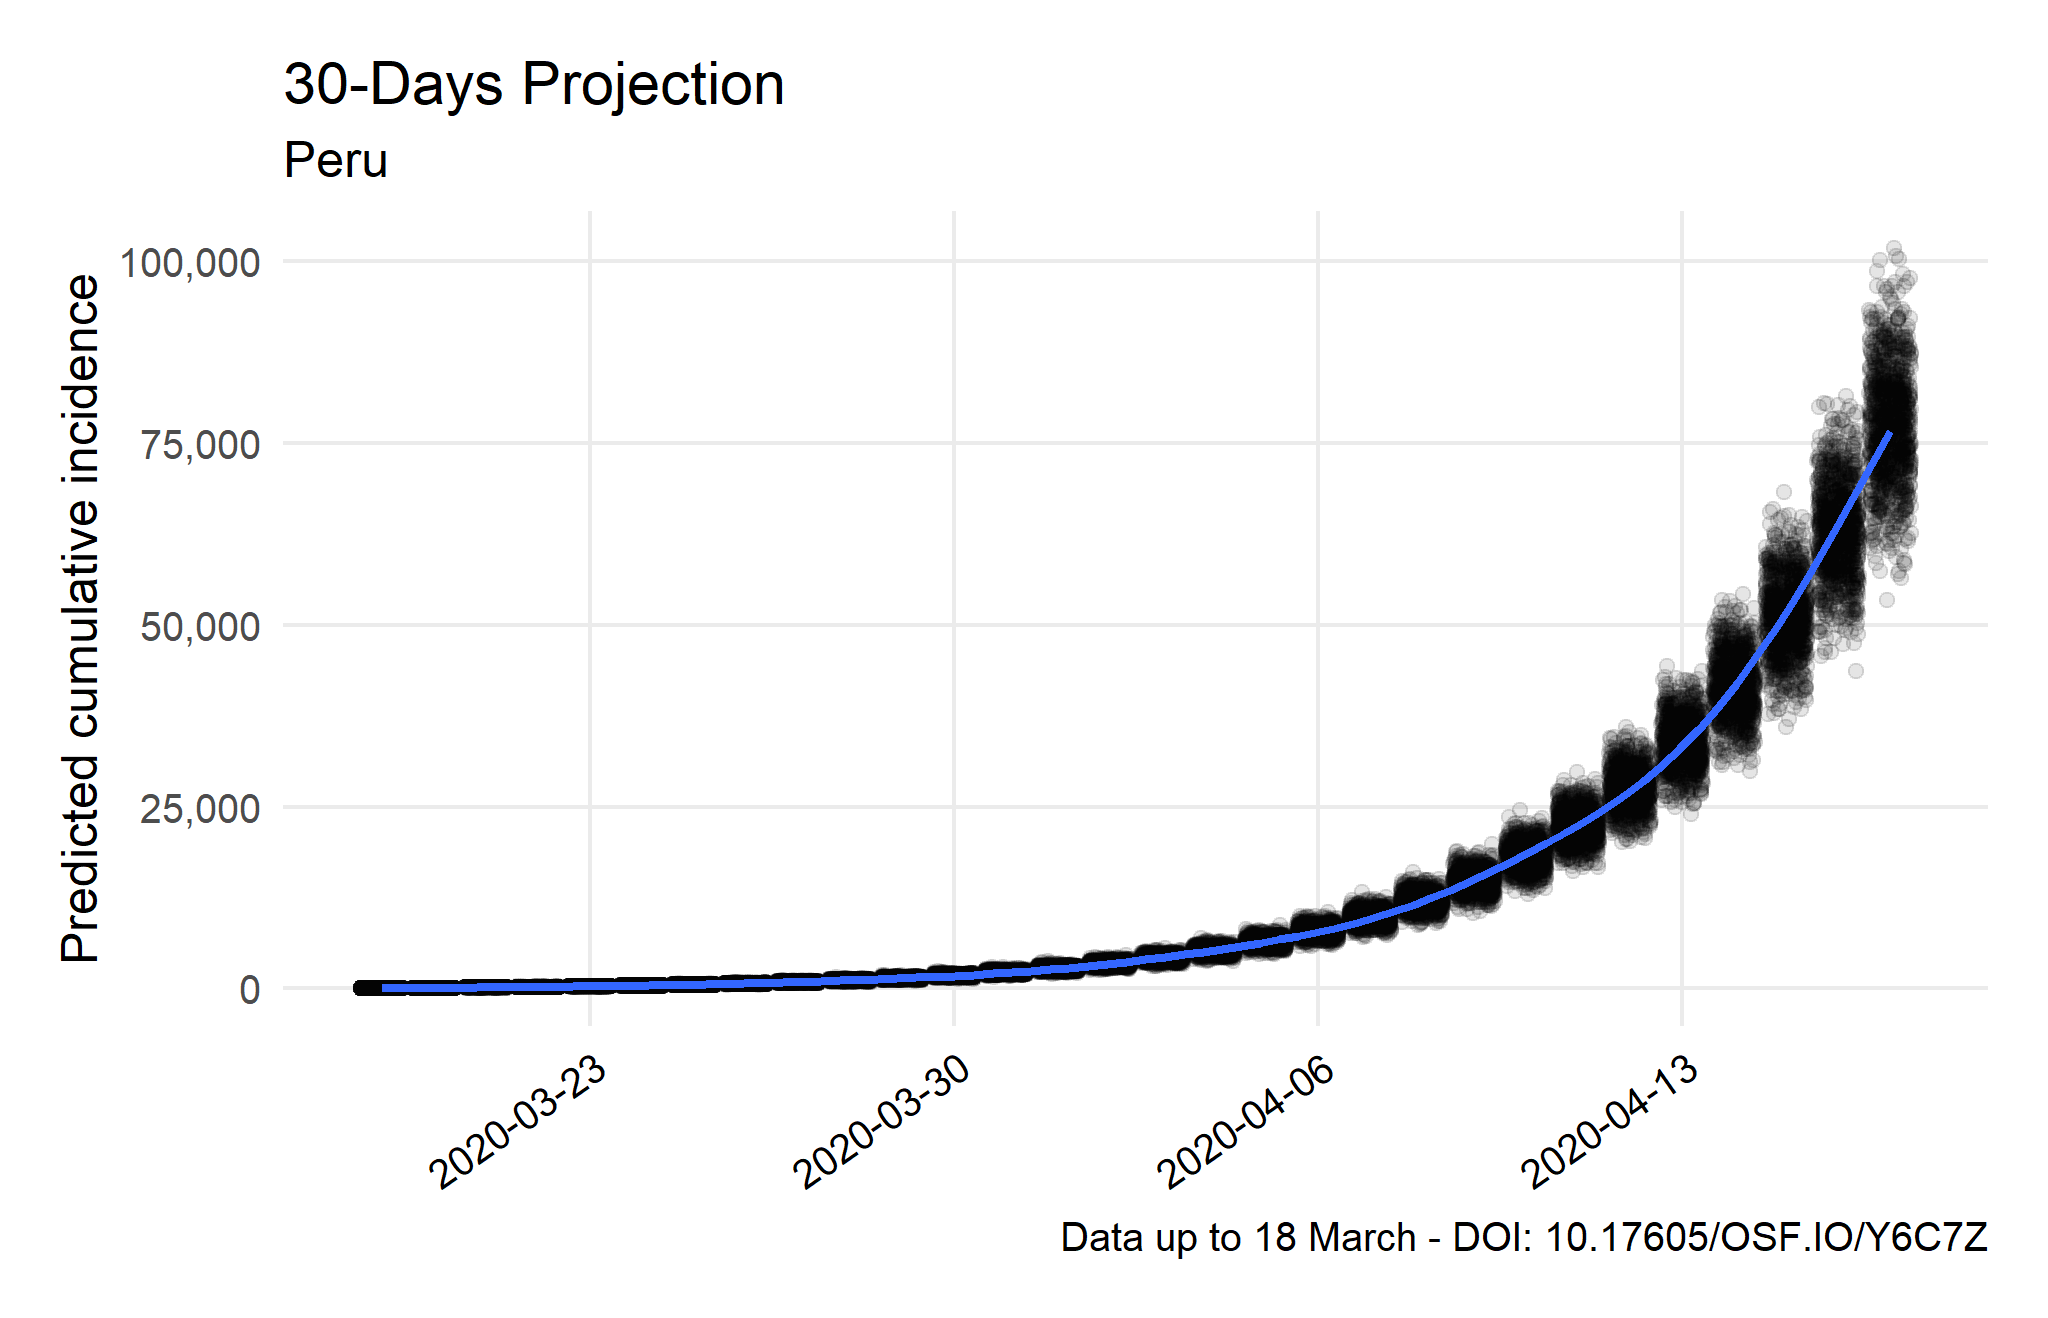 30-Days Projection
Peru
Predicted cumulative incidence
100,000
75,000
50,000
25,000
0
2020-03-23
2020-03-30
2020-04-06
2020-04-13
Data up to 18 March - DOI: 10.17605/OSF.IO/Y6C7Z